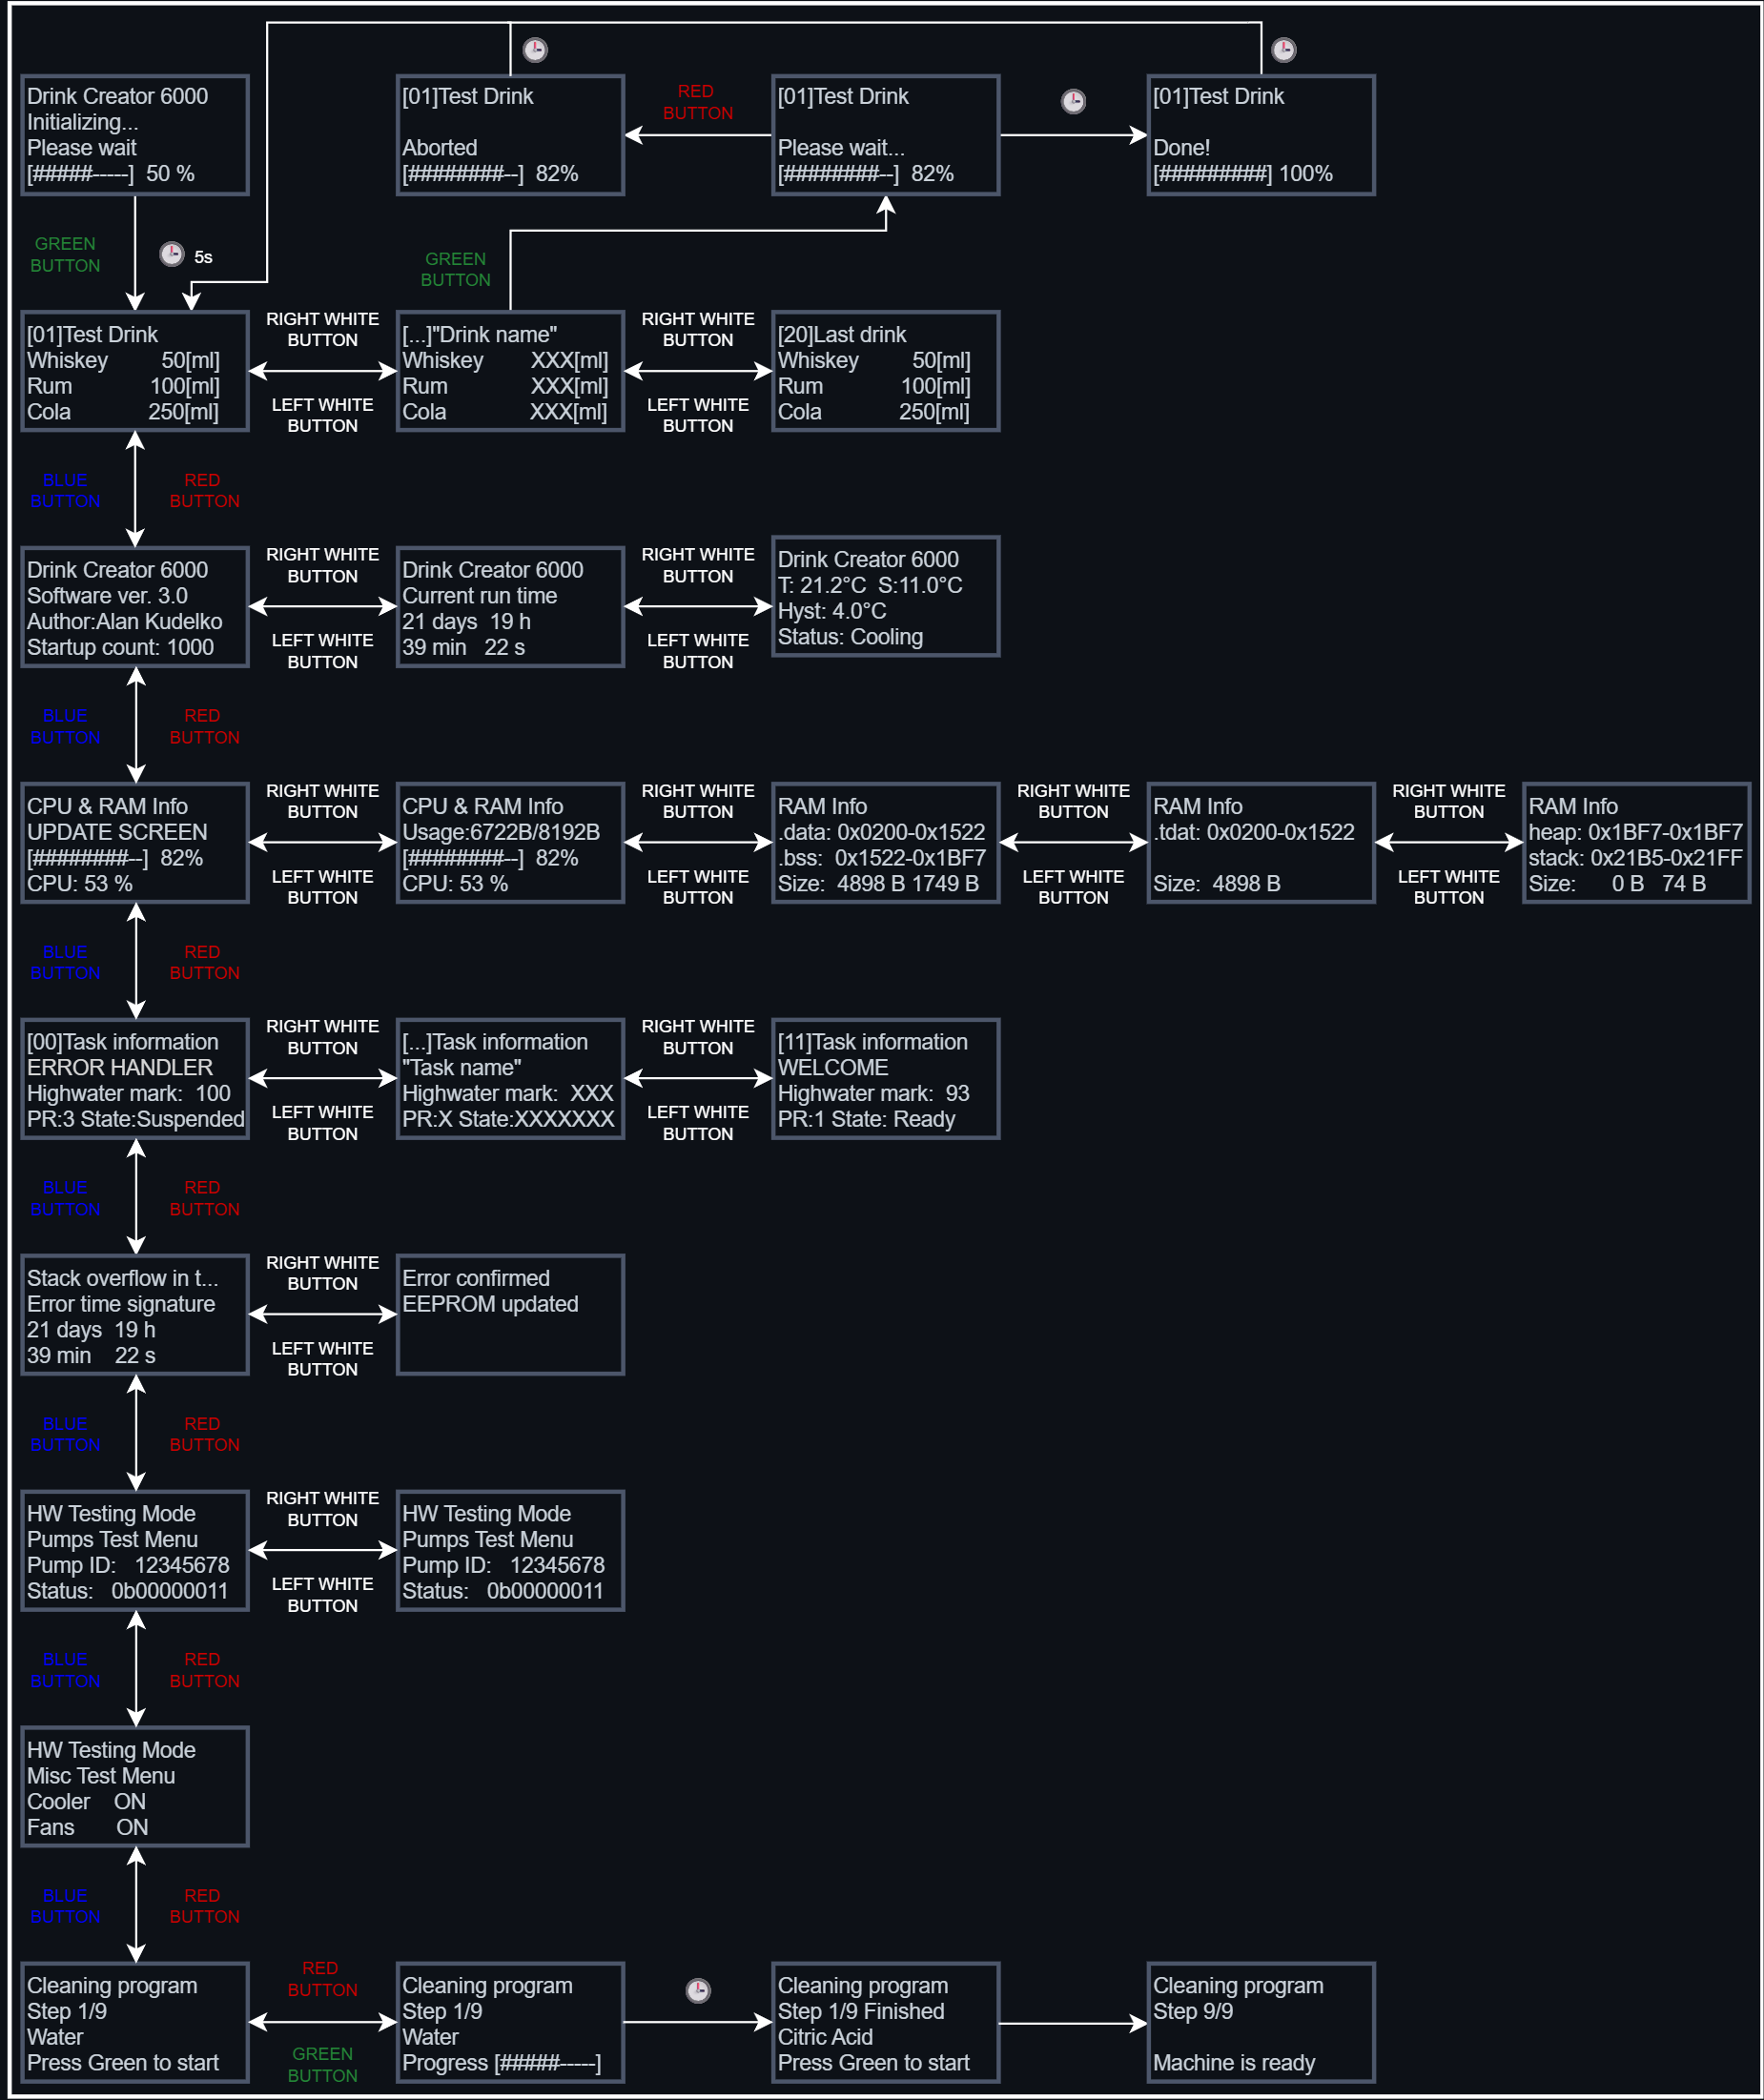 Drink Creator 6000
Initializing...
Please wait
[#####-----]  50 %
[01]Test Drink
Aborted
[########--]  82%
RED
BUTTON
[01]Test Drink
Please wait...
[########--]  82%
[01]Test Drink
Done!
[#########] 100%
GREEN
BUTTON
5s
GREEN
BUTTON
[01]Test Drink
Whiskey 50[ml]
Rum 100[ml]
Cola 250[ml]
RIGHT WHITE
BUTTON
LEFT WHITE
BUTTON
[...]"Drink name"
Whiskey XXX[ml]
Rum XXX[ml]
Cola XXX[ml]
RIGHT WHITE
BUTTON
LEFT WHITE
BUTTON
[20]Last drink
Whiskey 50[ml]
Rum 100[ml]
Cola 250[ml]
BLUE
BUTTON
RED
BUTTON
Drink Creator 6000
Software ver. 3.0
Author:Alan Kudelko
Startup count: 1000
RIGHT WHITE
BUTTON
LEFT WHITE
BUTTON
Drink Creator 6000
Current run time
21 days  19 h
39 min   22 s
RIGHT WHITE
BUTTON
LEFT WHITE
BUTTON
Drink Creator 6000
T: 21.2°C  S:11.0°C
Hyst: 4.0°C
Status: Cooling
BLUE
BUTTON
RED
BUTTON
CPU & RAM Info
UPDATE SCREEN
[########--]  82%
CPU: 53 %
RIGHT WHITE
BUTTON
LEFT WHITE
BUTTON
CPU & RAM Info
Usage:6722B/8192B
[########--]  82%
CPU: 53 %
RIGHT WHITE
BUTTON
LEFT WHITE
BUTTON
RAM Info
.data: 0x0200-0x1522
.bss:  0x1522-0x1BF7
Size:  4898 B 1749 B
RIGHT WHITE
BUTTON
LEFT WHITE
BUTTON
RAM Info
.tdat: 0x0200-0x1522
Size:  4898 B
RIGHT WHITE
BUTTON
LEFT WHITE
BUTTON
RAM Info
heap: 0x1BF7-0x1BF7
stack: 0x21B5-0x21FF
Size:      0 B   74 B
BLUE
BUTTON
RED
BUTTON
[00]Task information
ERROR HANDLER
Highwater mark:  100
PR:3 State:Suspended
RIGHT WHITE
BUTTON
LEFT WHITE
BUTTON
[...]Task information
"Task name"
Highwater mark:  XXX
PR:X State:XXXXXXX
RIGHT WHITE
BUTTON
LEFT WHITE
BUTTON
[11]Task information
WELCOME
Highwater mark:  93
PR:1 State: Ready
BLUE
BUTTON
RED
BUTTON
Stack overflow in t...
Error time signature
21 days  19 h
39 min    22 s
RIGHT WHITE
BUTTON
LEFT WHITE
BUTTON
Error confirmed
EEPROM updated
BLUE
BUTTON
RED
BUTTON
HW Testing Mode
Pumps Test Menu
Pump ID:   12345678
Status:   0b00000011
RIGHT WHITE
BUTTON
LEFT WHITE
BUTTON
HW Testing Mode
Pumps Test Menu
Pump ID:   12345678
Status:   0b00000011
BLUE
BUTTON
RED
BUTTON
HW Testing Mode
Misc Test Menu
Cooler    ON
Fans       ON
BLUE
BUTTON
RED
BUTTON
Cleaning program
Step 1/9
Water
Press Green to start
RED
BUTTON
GREEN
BUTTON
Cleaning program
Step 1/9
Water
Progress [#####-----]
Cleaning program
Step 1/9 Finished
Citric Acid
Press Green to start
Cleaning program
Step 9/9
Machine is ready